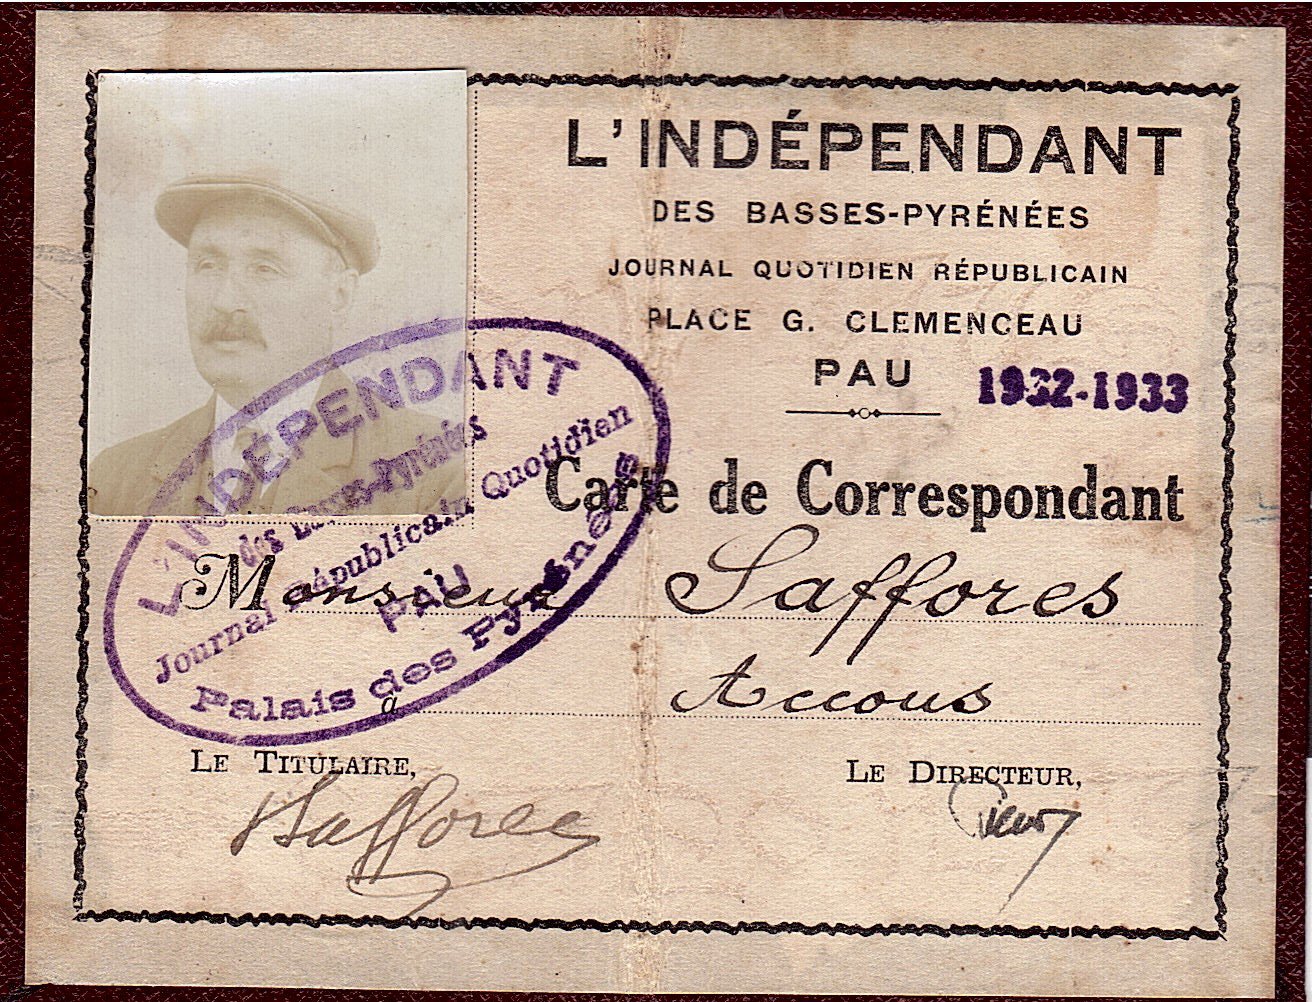 L'INDÉPENDANT
DES BASSES-PYRÉNÉES
JOURNAL QUOTIDIEN RÉPUBLICAIN
PLACE G. CLEMENCEAU
PAU
1932-1933
Carte de Correspondant
Monsieur Saffores
à Accous
LE TITULAIRE,
LE DIRECTEUR,
Saffores
L'INDÉPENDANT
des Basses-Pyrénées
Journal Républicain Quotidien
PAU
Palais des Pyrénées